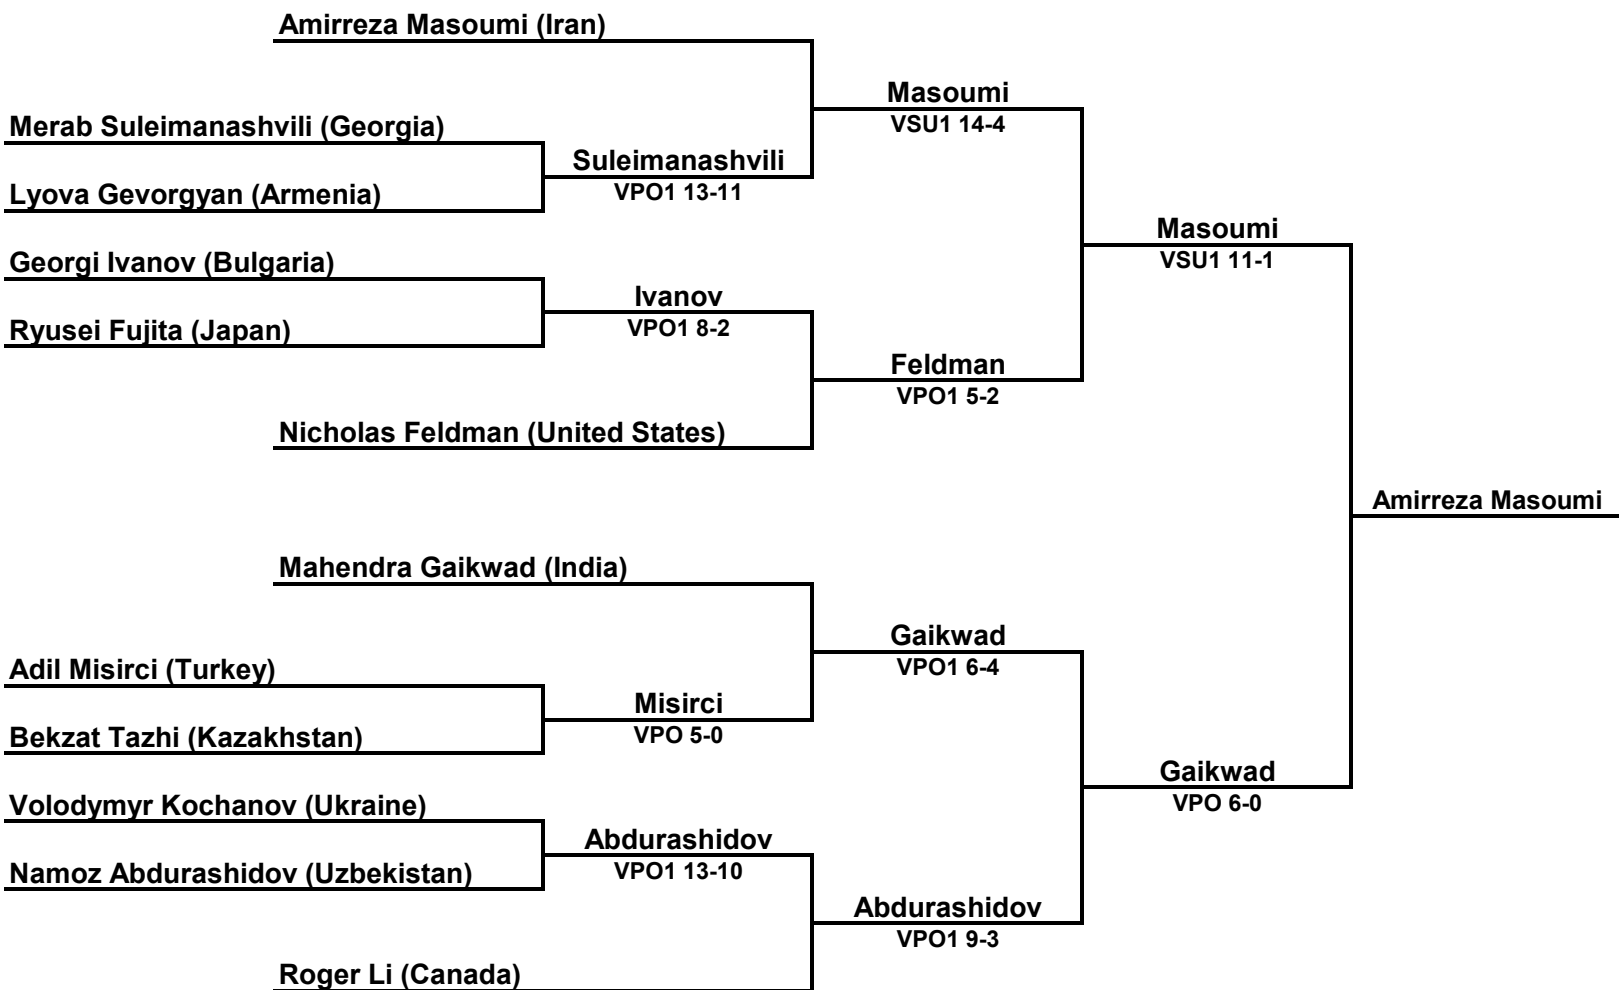 Amirreza Masoumi (Iran)
Masoumi
VSU1 14-4
Merab Suleimanashvili (Georgia)
Suleimanashvili
VPO1 13-11
Lyova Gevorgyan (Armenia)
Masoumi
VSU1 11-1
Georgi Ivanov (Bulgaria)
Ivanov
VPO1 8-2
Ryusei Fujita (Japan)
Feldman
VPO1 5-2
Nicholas Feldman (United States)
Amirreza Masoumi
Mahendra Gaikwad (India)
Gaikwad
VPO1 6-4
Adil Misirci (Turkey)
Misirci
VPO 5-0
Bekzat Tazhi (Kazakhstan)
Gaikwad
VPO 6-0
Volodymyr Kochanov (Ukraine)
Abdurashidov
VPO1 13-10
Namoz Abdurashidov (Uzbekistan)
Abdurashidov
VPO1 9-3
Roger Li (Canada)